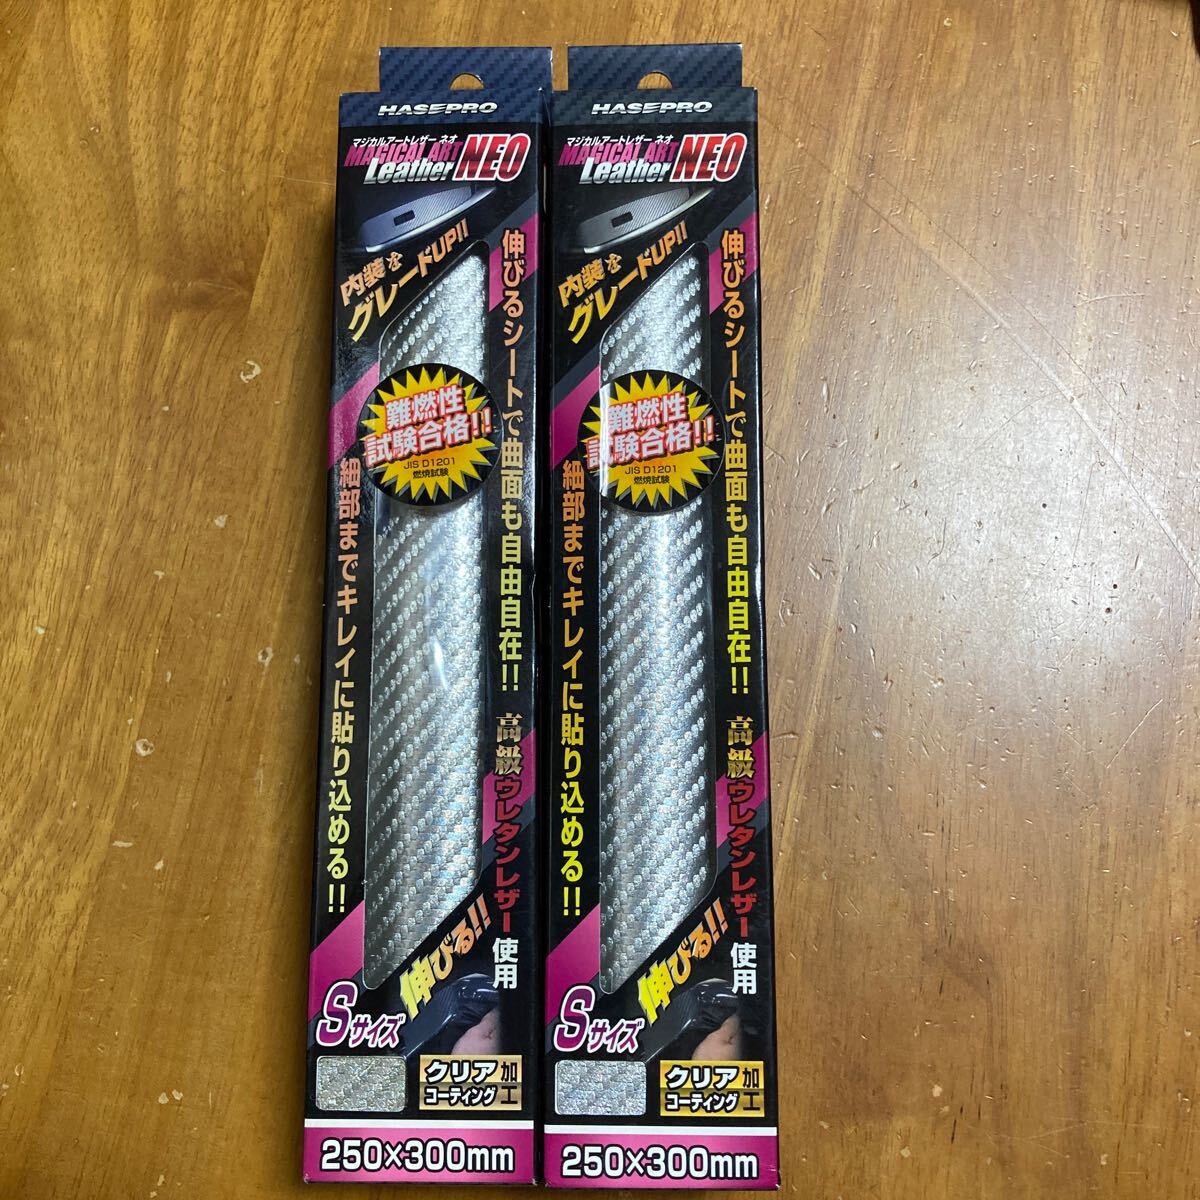 HASEPRO
マジカルアートレザー ネオ
MAGICAL ART
Leather NEO
内装を
グレードUP!!
伸びるシートで曲面も自由自在!!
難燃性
試験合格!!
JIS D1201
燃焼試験
細部までキレイに貼り込める!!
高級ウレタンレザー使用
伸びる!!
Sサイズ
クリア
コーティング
加工
250×300mm
HASEPRO
マジカルアートレザー ネオ
MAGICAL ART
Leather NEO
内装を
グレードUP!!
伸びるシートで曲面も自由自在!!
難燃性
試験合格!!
JIS D1201
燃焼試験
細部までキレイに貼り込める!!
高級ウレタンレザー使用
伸びる!!
Sサイズ
クリア
コーティング
加工
250×300mm